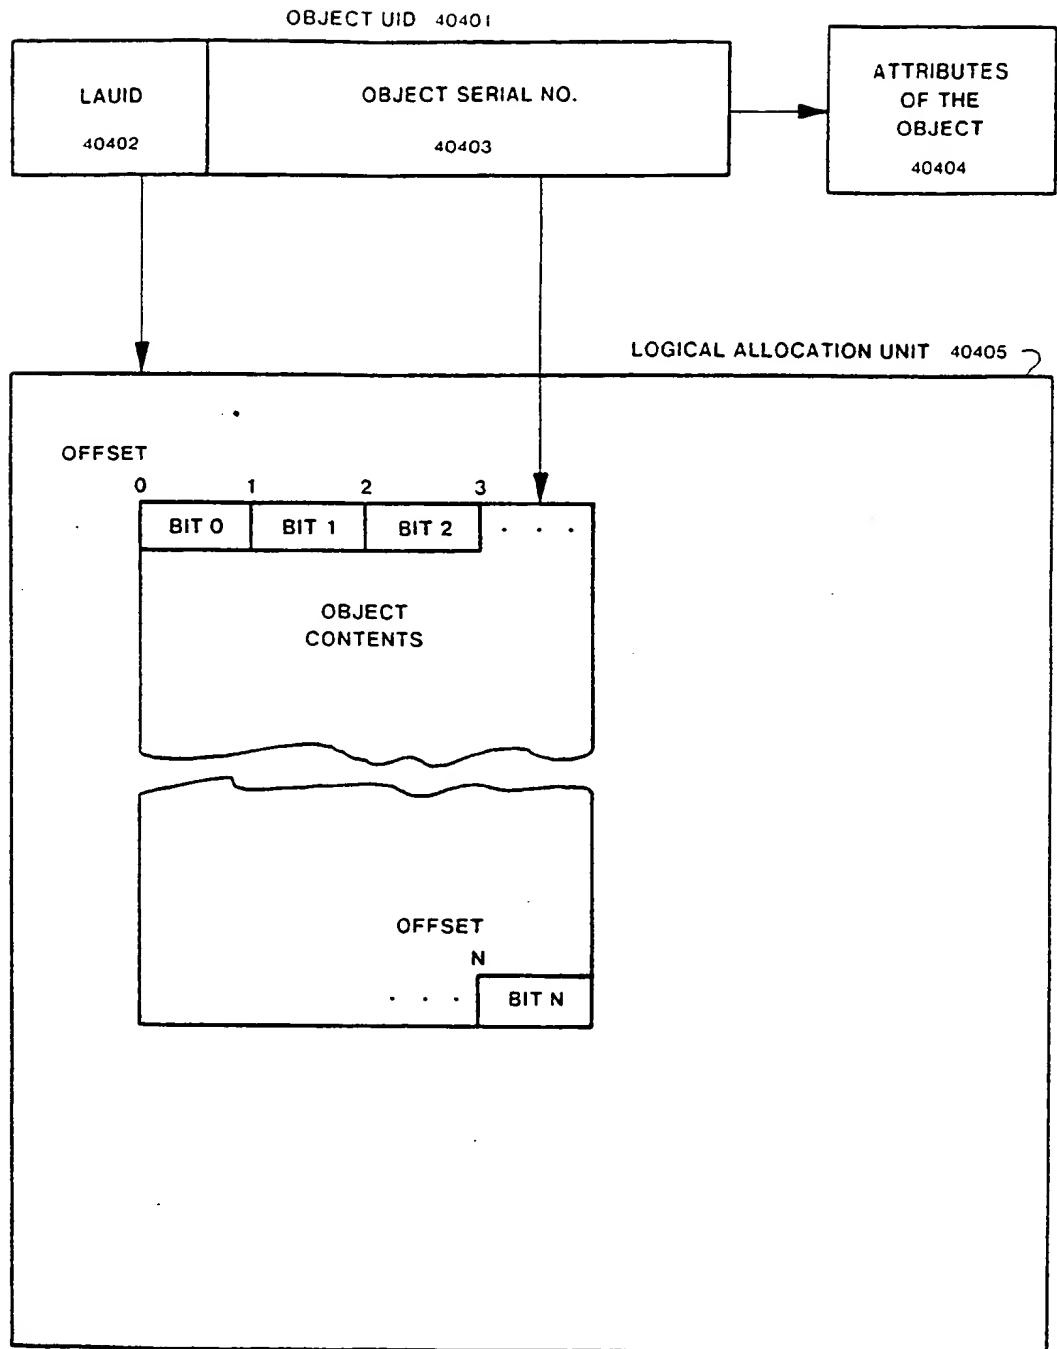 OBJECT UID 40401
LAUID
40402
OBJECT SERIAL NO.
40403
ATTRIBUTES
OF THE
OBJECT
40404
LOGICAL ALLOCATION UNIT 40405
OFFSET
0 1 2 3
BIT 0 BIT 1 BIT 2 . . .
OBJECT
CONTENTS
OFFSET
N
. . . BIT N